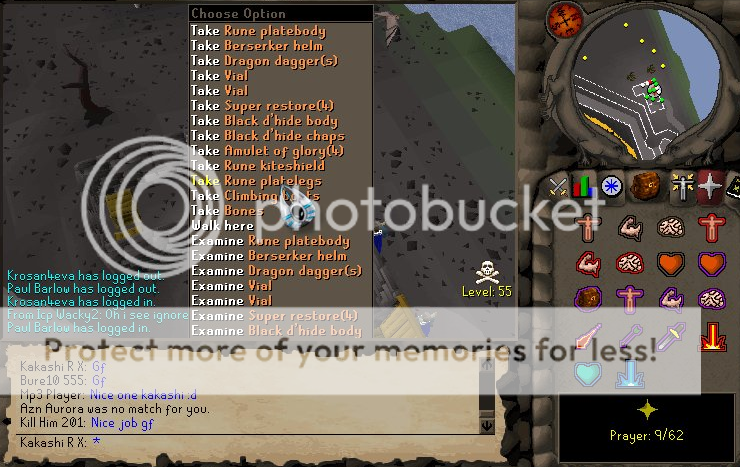 Choose Option
Take Rune platebody
Take Berserker helm
Take Dragon dagger(s)
Take Vial
Take Vial
Take Super restore(4)
Take Black d'hide body
Take Black d'hide chaps
Take Amulet of glory(4)
Take Rune kiteshield
Take Rune platelegs
Take Climbing boots
Take Bones
Walk here
Examine Rune platebody
Examine Berserker helm
Examine Dragon dagger(s)
Examine Vial
Examine Vial
Examine Super restore(4)
Examine Black d'hide body
photobucket
Krosan4eva has logged out.
Paul Barlow has logged out.
Krosan4eva has logged in.
From Icp Wacky2: Oh i see ignore
Paul Barlow has logged in.
Level: 55
Protect more of your memories for less!
Kakashi R X: Gf
Bure10 555: Gf
Mp3 Player: Nice one kakashi :d
Azn Aurora was no match for you.
Kill Him 201: Nice job gf
Kakashi R X: *
Prayer: 9/62